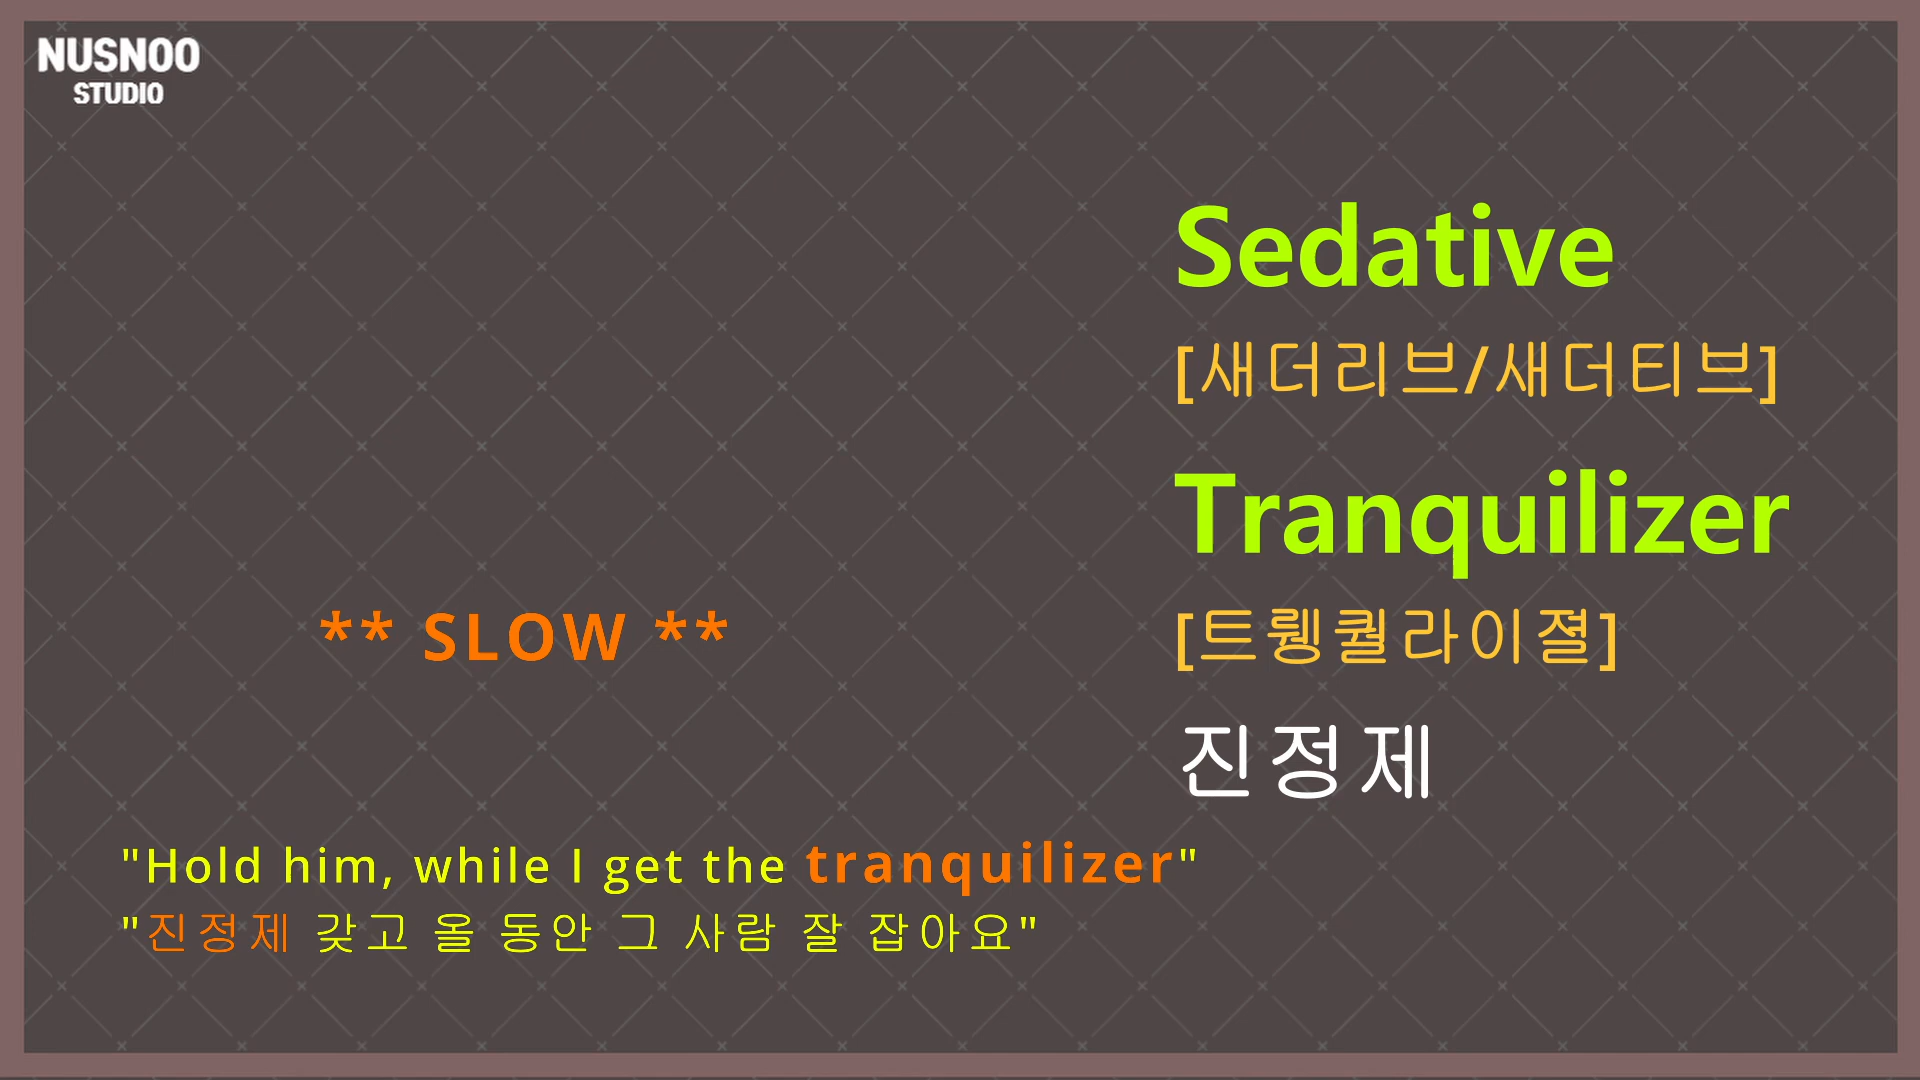 NUSNOO
STUDIO
Sedative
[새더리브/새더티브]
Tranquilizer
[트뤵퀄라이졀]
** SLOW **
진정제
"Hold him, while I get the tranquilizer"
"진정제 갖고 올 동안 그 사람 잘 잡아요"